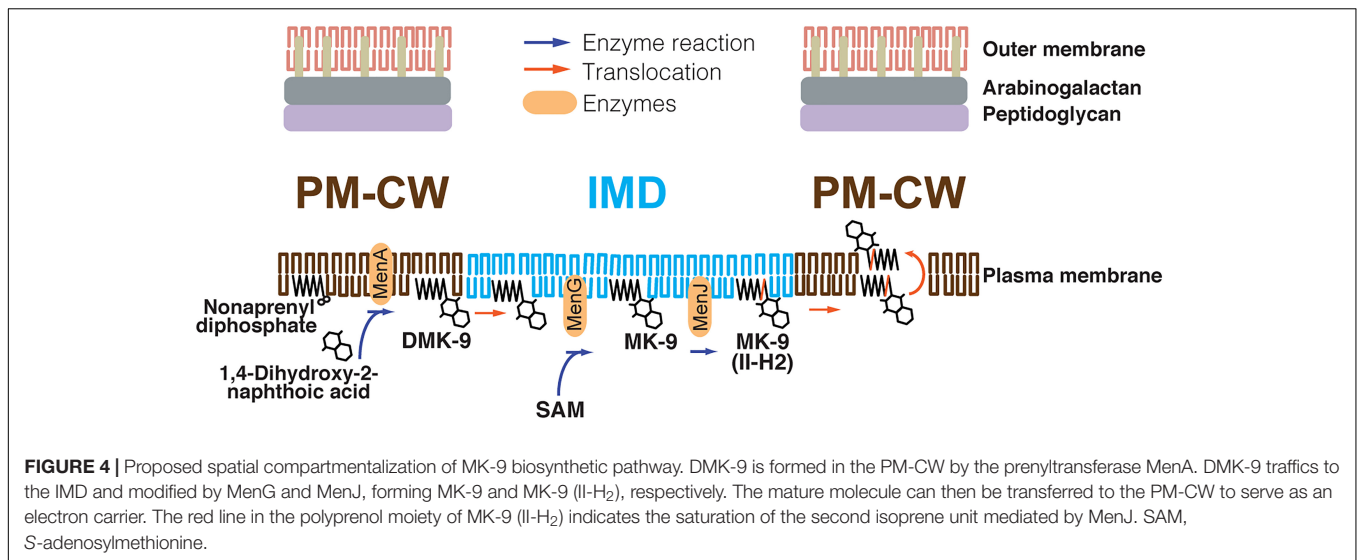 Enzyme reaction
Translocation
Enzymes
Outer membrane
Arabinogalactan
Peptidoglycan
PM-CW
IMD
PM-CW
MenA
MenG
MenJ
Plasma membrane
Nonaprenyl
diphosphate
DMK-9
MK-9
MK-9
(II-H2)
1,4-Dihydroxy-2-
naphthoic acid
SAM
FIGURE 4 | Proposed spatial compartmentalization of MK-9 biosynthetic pathway. DMK-9 is formed in the PM-CW by the prenyltransferase MenA. DMK-9 traffics to
the IMD and modified by MenG and MenJ, forming MK-9 and MK-9 (II-H₂), respectively. The mature molecule can then be transferred to the PM-CW to serve as an
electron carrier. The red line in the polyprenol moiety of MK-9 (II-H₂) indicates the saturation of the second isoprene unit mediated by MenJ. SAM,
S-adenosylmethionine.